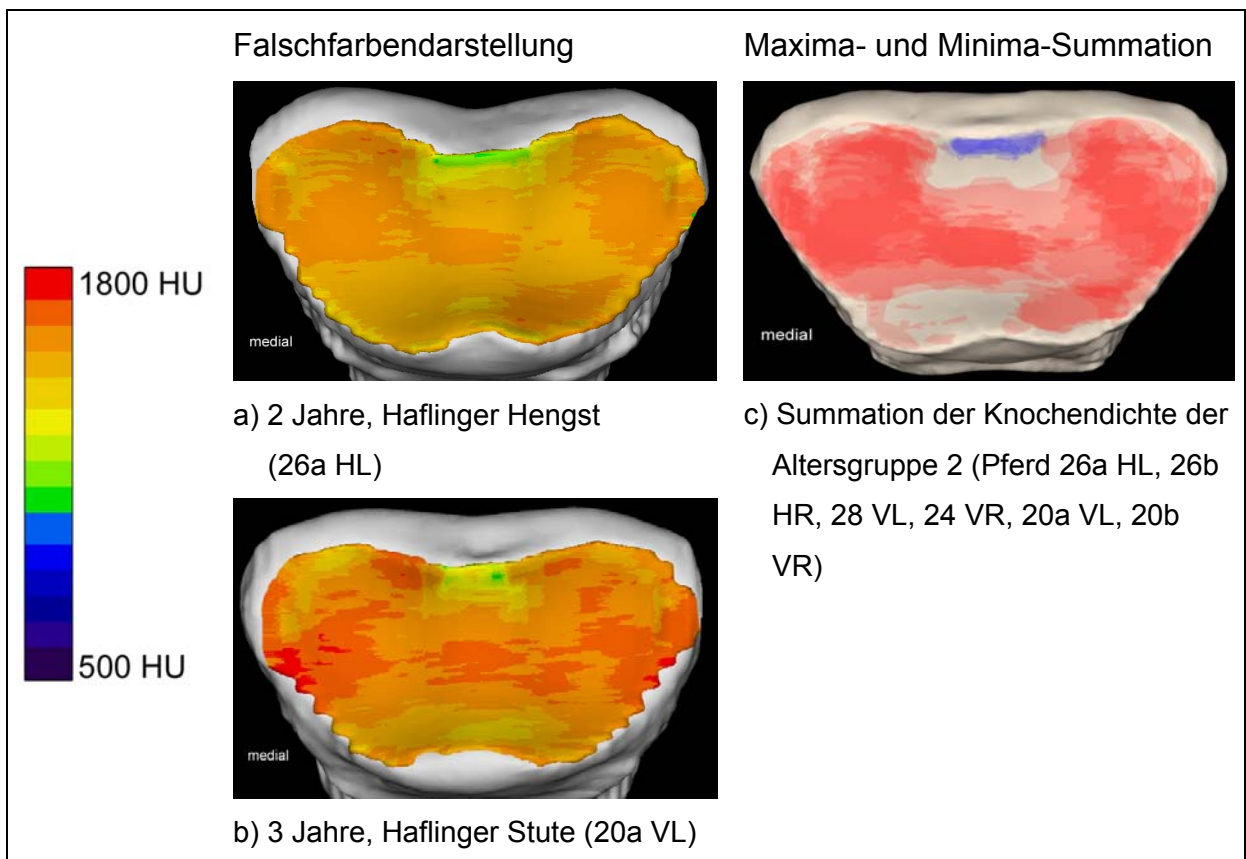 Falschfarbendarstellung
Maxima- und Minima-Summation
1800 HU
500 HU
medial
a) 2 Jahre, Haflinger Hengst
(26a HL)
medial
b) 3 Jahre, Haflinger Stute (20a VL)
medial
c) Summation der Knochendichte der
Altersgruppe 2 (Pferd 26a HL, 26b
HR, 28 VL, 24 VR, 20a VL, 20b
VR)